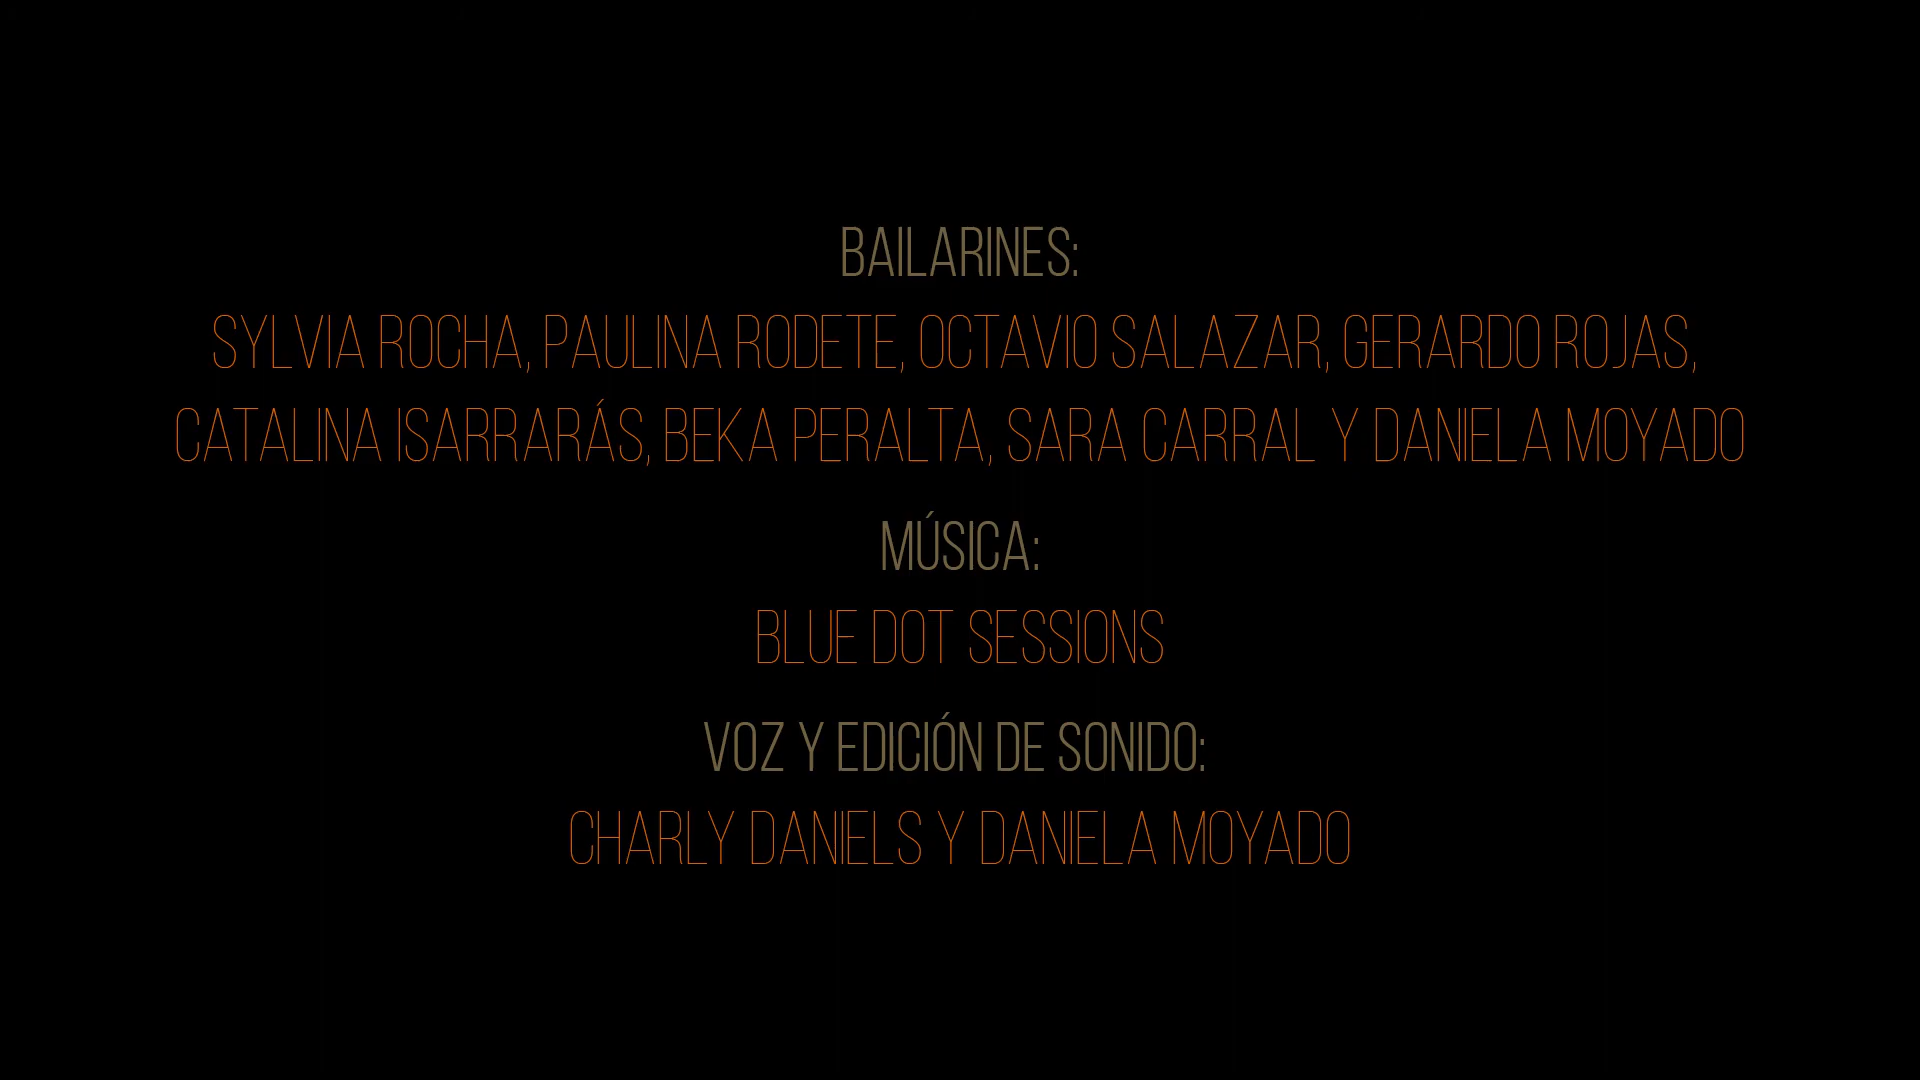 BAILARINES:
SYLVIA ROCHA, PAULINA RODETE, OCTAVIO SALAZAR, GERARDO ROJAS,
CATALINA ISARRARÁS, BEKA PERALTA, SARA CARRAL Y DANIELA MOYADO
MÚSICA:
BLUE DOT SESSIONS
VOZ Y EDICIÓN DE SONIDO:
CHARLY DANIELS Y DANIELA MOYADO